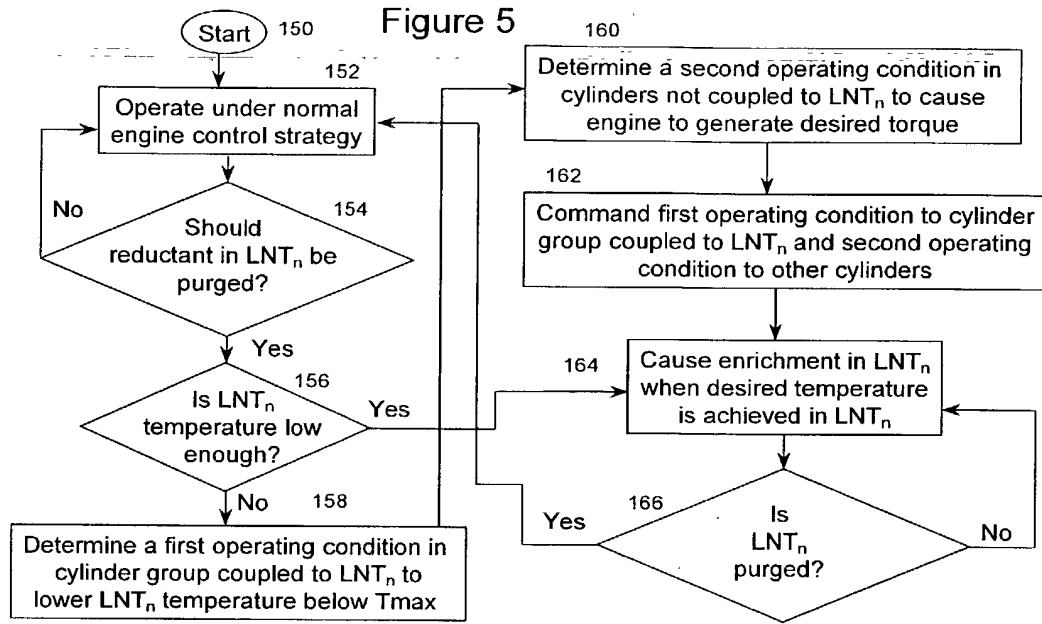 Figure 5
Start 150
152
Operate under normal
engine control strategy
No
154
Should
reductant in LNTn be
purged?
Yes
156
Is LNTn
temperature low
enough?
Yes
No
158
Determine a first operating condition in
cylinder group coupled to LNTn to
lower LNTn temperature below Tmax
160
Determine a second operating condition in
cylinders not coupled to LNTn to cause
engine to generate desired torque
162
Command first operating condition to cylinder
group coupled to LNTn and second operating
condition to other cylinders
164
Cause enrichment in LNTn
when desired temperature
is achieved in LNTn
166
Yes
Is
LNTn
purged?
No